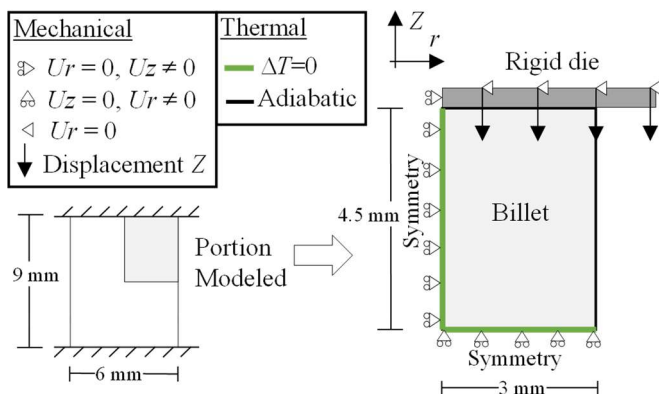 Mechanical
Ur = 0, Uz ≠ 0
Uz = 0, Ur ≠ 0
Ur = 0
Displacement Z
Thermal
ΔT=0
Adiabatic
Z
r
Rigid die
4.5 mm
Symmetry
Billet
9 mm
Portion
Modeled
6 mm
Symmetry
3 mm